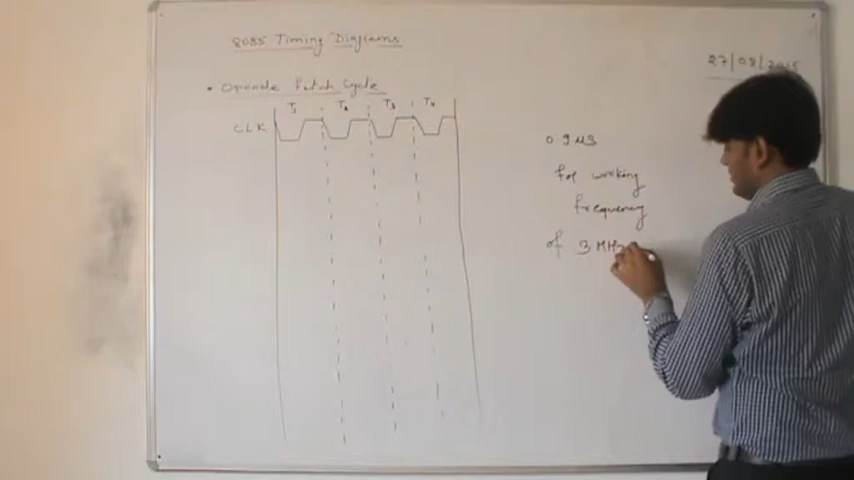 8085 Timing Diagrams
27/08/2015
• Opcode Fetch Cycle
T1 T2 T3 T4
CLK
0.9 μS
for working
frequency
of 3 MHz